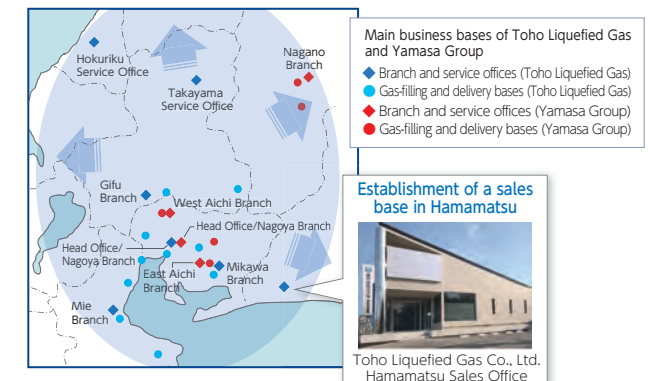 Hokuriku
Service Office
Takayama
Service Office
Nagano
Branch
Gifu
Branch
West Aichi Branch
Head Office/Nagoya Branch
Head Office/
Nagoya Branch
East Aichi
Branch
Mikawa
Branch
Mie
Branch
Main business bases of Toho Liquefied Gas
and Yamasa Group
Branch and service offices (Toho Liquefied Gas)
Gas-filling and delivery bases (Toho Liquefied Gas)
Branch and service offices (Yamasa Group)
Gas-filling and delivery bases (Yamasa Group)
Establishment of a sales
base in Hamamatsu
Toho Liquefied Gas Co., Ltd.
Hamamatsu Sales Office